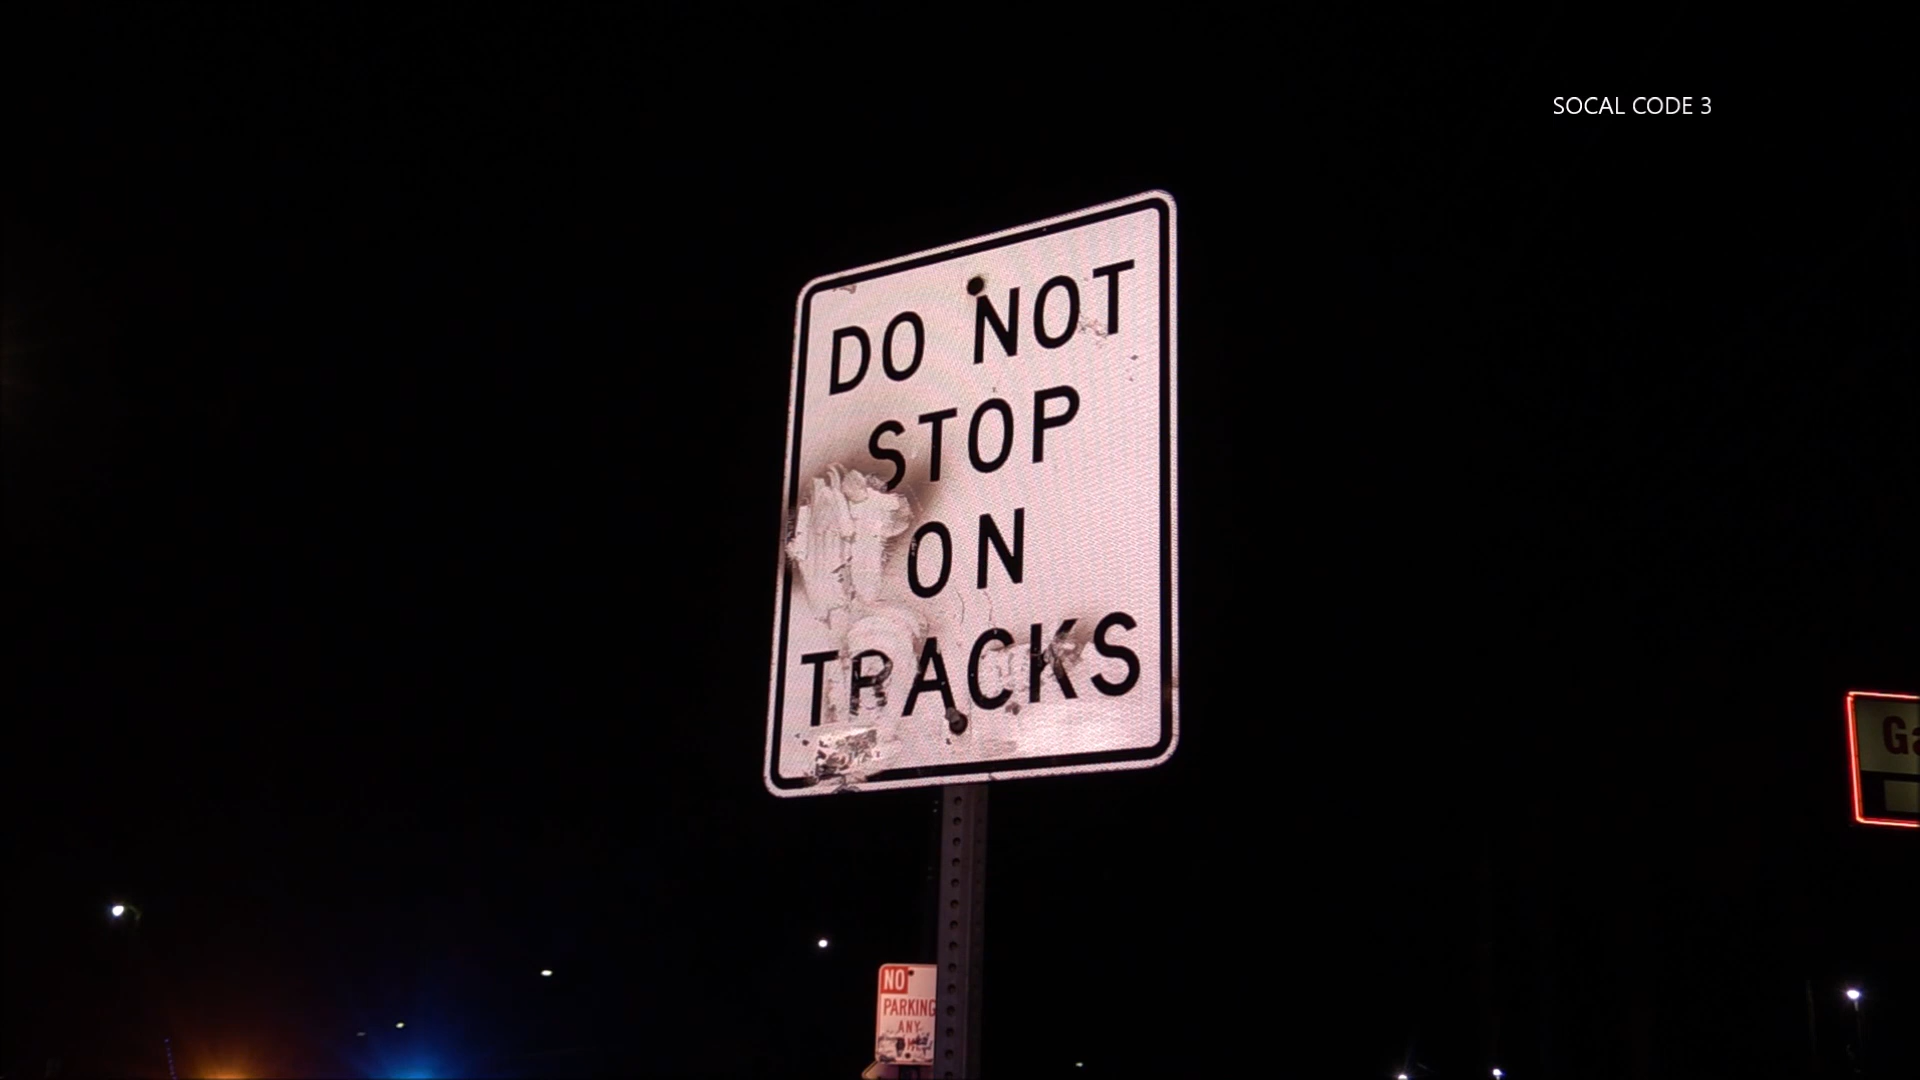 SOCAL CODE 3
DO NOT
STOP
ON
TRACKS
NO
PARKING
ANY